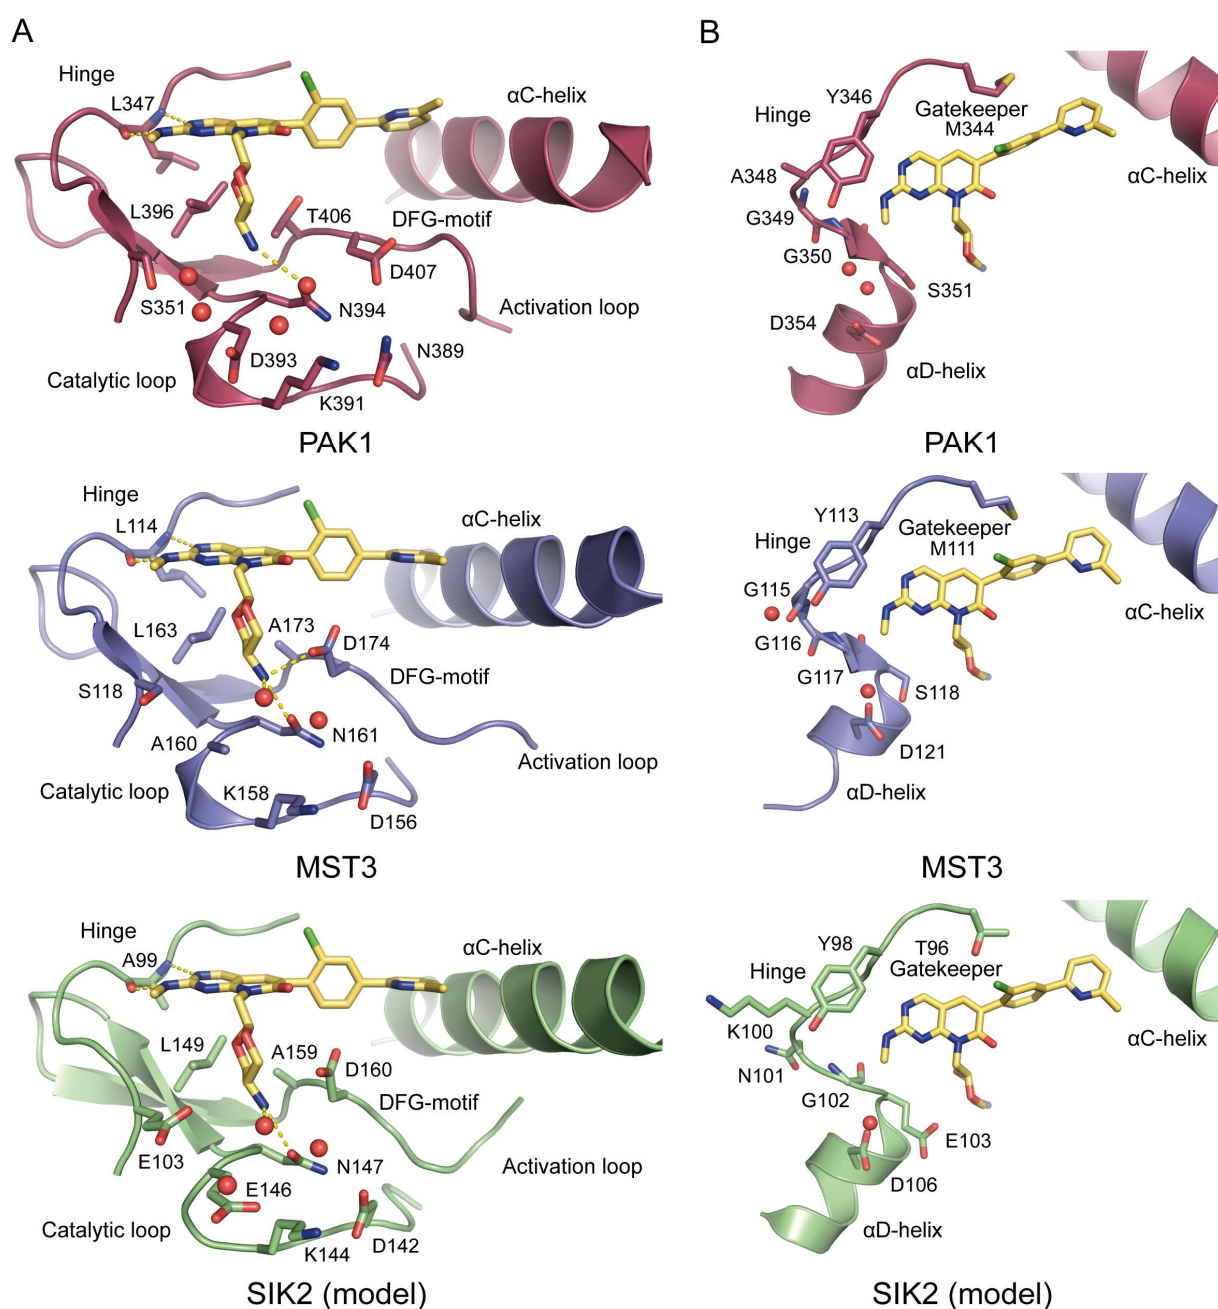 A
Hinge
L347
αC-helix
L396
T406
DFG-motif
D407
S351
N394
Activation loop
D393
N389
Catalytic loop
K391
PAK1
Hinge
L114
αC-helix
L163
A173
D174
DFG-motif
S118
A160
N161
Activation loop
Catalytic loop
K158
D156
MST3
Hinge
A99
αC-helix
L149
A159
D160
DFG-motif
E103
N147
Activation loop
E146
Catalytic loop
K144
D142
SIK2 (model)
B
Y346
Gatekeeper
Hinge
M344
A348
αC-helix
G349
G350
S351
D354
αD-helix
PAK1
Y113
Gatekeeper
Hinge
M111
G115
αC-helix
G116
G117
S118
D121
αD-helix
MST3
Y98
T96
Hinge
Gatekeeper
K100
αC-helix
N101
G102
E103
D106
αD-helix
SIK2 (model)